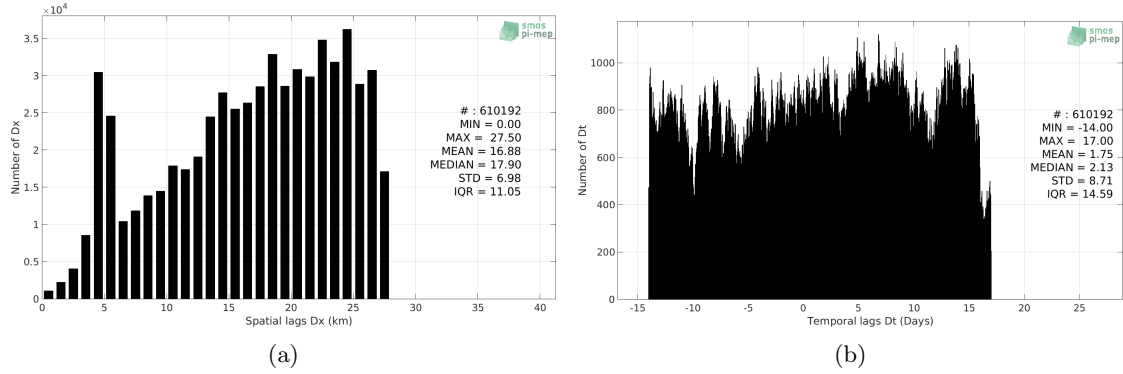 ×10⁴
4
3.5
3
2.5
2
1.5
1
0.5
0
0 5 10 15 20 25 30 35 40
Number of Dx
Spatial lags Dx (km)
smos
pi-mep
# : 610192
MIN = 0.00
MAX = 27.50
MEAN = 16.88
MEDIAN = 17.90
STD = 6.98
IQR = 11.05
(a)
1000
800
600
400
200
0
-15 -10 -5 0 5 10 15 20 25
Number of Dt
Temporal lags Dt (Days)
smos
pi-mep
# : 610192
MIN = -14.00
MAX = 17.00
MEAN = 1.75
MEDIAN = 2.13
STD = 8.71
IQR = 14.59
(b)